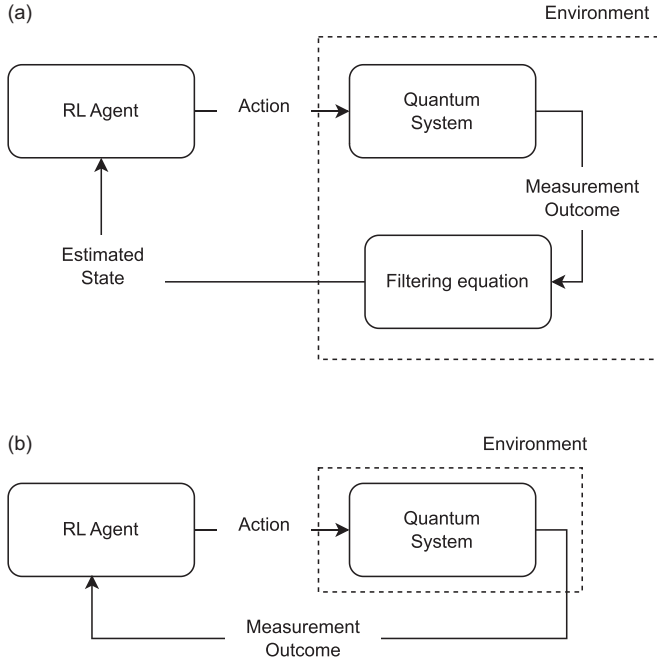 (a)
Environment
RL Agent
Action
Quantum
System
Measurement
Outcome
Estimated
State
Filtering equation
(b)
Environment
RL Agent
Action
Quantum
System
Measurement
Outcome